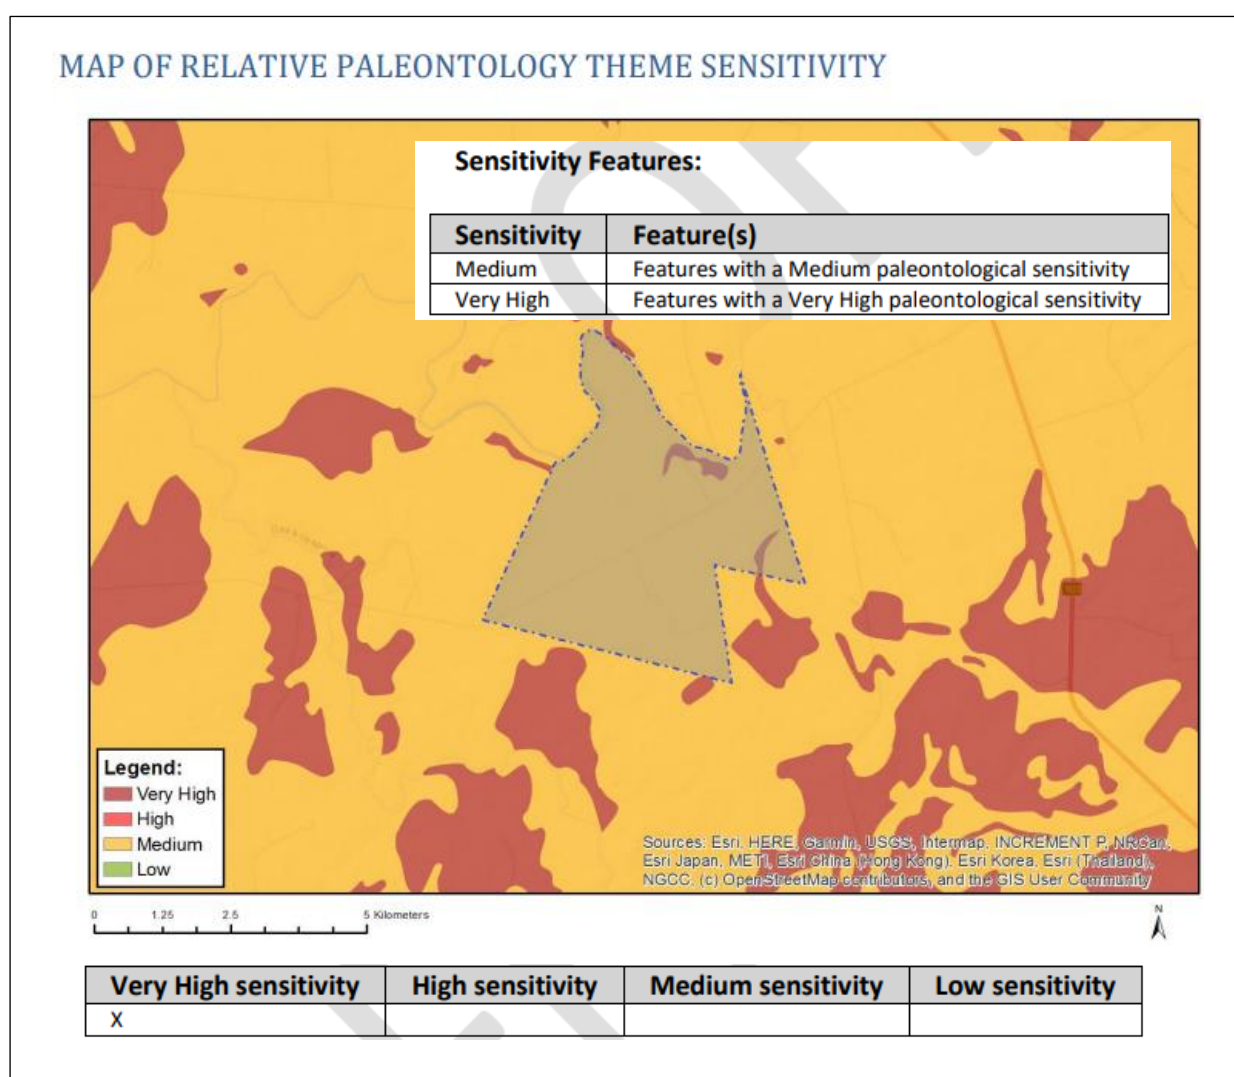 MAP OF RELATIVE PALEONTOLOGY THEME SENSITIVITY
Sensitivity Features:
Sensitivity Feature(s)
Medium Features with a Medium paleontological sensitivity
Very High Features with a Very High paleontological sensitivity
Legend:
Very High
High
Medium
Low
Sources: Esri, HERE, Garmin, USGS, Intermap, INCREMENT P, NRCan,
Esri Japan, METI, Esri China (Hong Kong), Esri Korea, Esri (Thailand),
NGCC, (c) OpenStreetMap contributors, and the GIS User Community
0 1.25 2.5 5 Kilometers
N
Very High sensitivity High sensitivity Medium sensitivity Low sensitivity
X